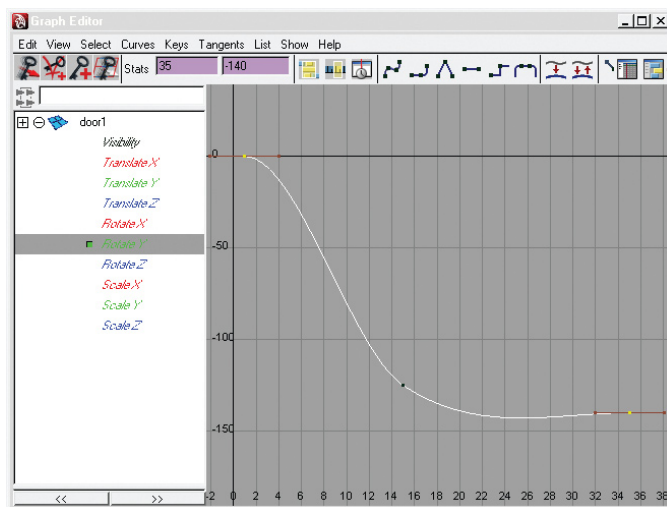 Graph Editor
Edit View Select Curves Keys Tangents List Show Help
Stats 35 -140
door1
Visibility
Translate X
Translate Y
Translate Z
Rotate X
Rotate Y
Rotate Z
Scale X
Scale Y
Scale Z
0
-50
-100
-150
<< >>
-2 0 2 4 6 8 10 12 14 16 18 20 22 24 26 28 30 32 34 36 38